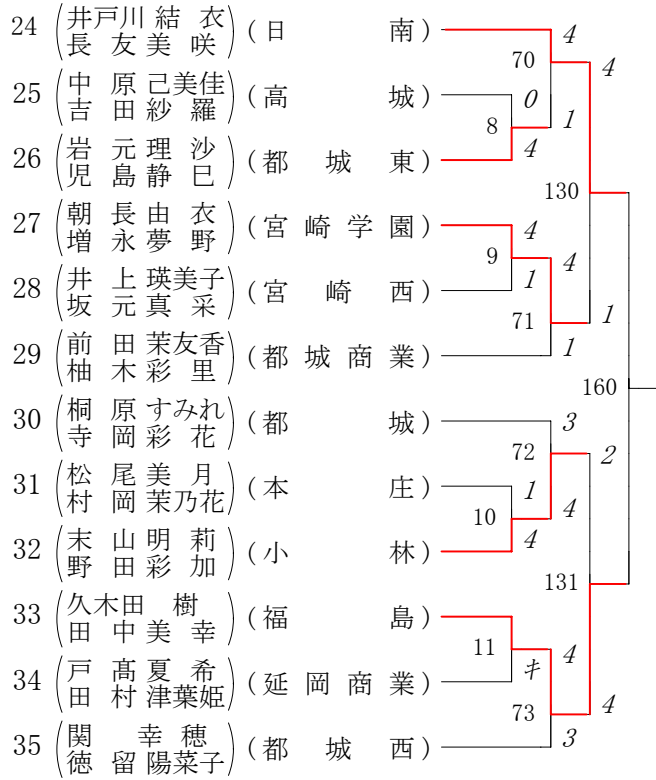 24 (井戸川 結 衣 長 友 美 咲) (日 南)
25 (中 原 己美佳 吉 田 紗 羅) (高 城)
26 (岩 元 理 沙 児 島 静 巳) (都 城 東)
27 (朝 長 由 衣 増 永 夢 野) (宮 崎 学 園)
28 (井 上 瑛美子 坂 元 真 采) (宮 崎 西)
29 (前 田 茉友香 柚 木 彩 里) (都 城 商 業)
30 (桐 原 すみれ 寺 岡 彩 花) (都 城)
31 (松 尾 美 月 村 岡 茉乃花) (本 庄)
32 (末 山 明 莉 野 田 彩 加) (小 林)
33 (久木田 樹 田 中 美 幸) (福 島)
34 (戸 髙 夏 希 田 村 津葉姫) (延 岡 商 業)
35 (関 幸 穂 徳 留 陽菜子) (都 城 西)
4
70
4
0
8
1
4
130
4
9
4
1
71
1
1
160
3
72
2
1
10
4
4
131
11
4
キ
73
4
3